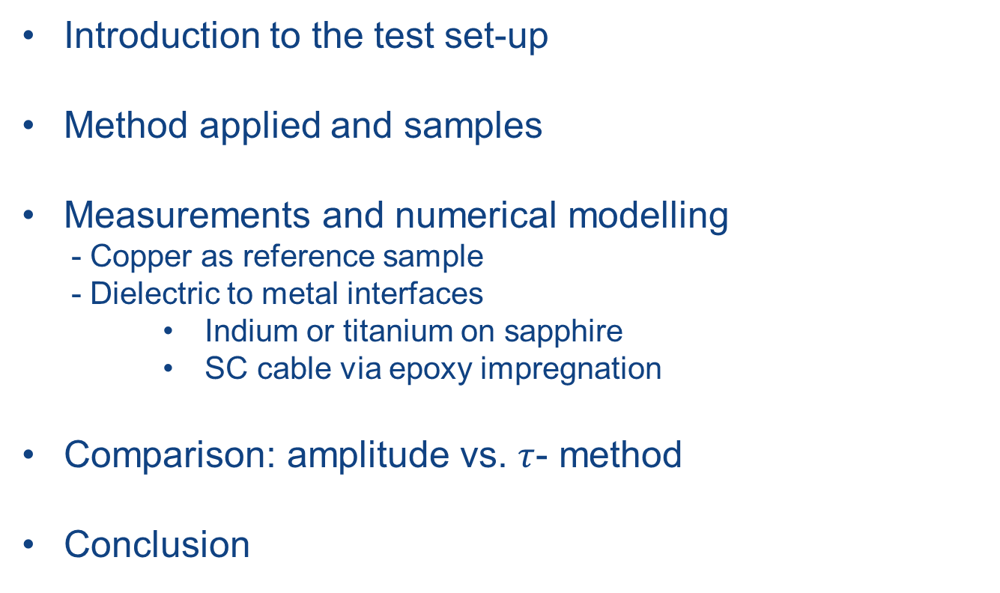 • Introduction to the test set-up
• Method applied and samples
• Measurements and numerical modelling
- Copper as reference sample
- Dielectric to metal interfaces
• Indium or titanium on sapphire
• SC cable via epoxy impregnation
• Comparison: amplitude vs. 𝜏- method
• Conclusion